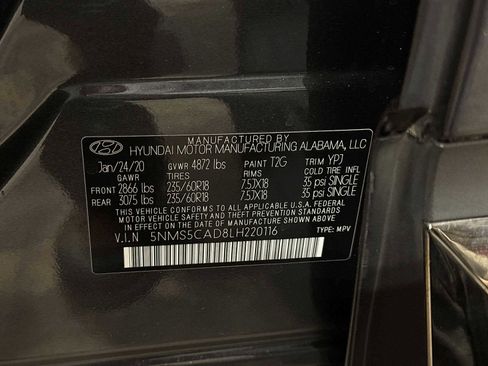 MANUFACTURED BY
HYUNDAI MOTOR MANUFACTURING ALABAMA, LLC
Jan/24/20 GVWR 4872 lbs PAINT T2G TRIM YPJ
GAWR TIRES RIMS COLD TIRE INFL
FRONT 2866 lbs 235/60R18 7.5JX18 35 psi SINGLE
REAR 3075 lbs 235/60R18 7.5JX18 35 psi SINGLE
THIS VEHICLE CONFORMS TO ALL APPLICABLE U.S.A. FEDERAL
MOTOR VEHICLE SAFETY, BUMPER, AND THEFT PREVENTION STANDARDS
IN EFFECT ON THE DATE OF MANUFACTURE SHOWN ABOVE.
V.I.N 5NMS5CAD8LH220116 TYPE: MPV